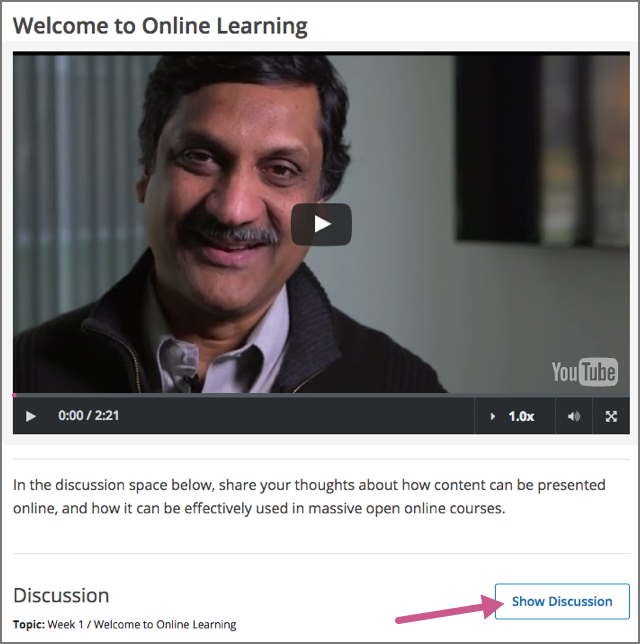 Welcome to Online Learning
YouTube
0:00 / 2:21
1.0x
In the discussion space below, share your thoughts about how content can be presented
online, and how it can be effectively used in massive open online courses.
Discussion
Show Discussion
Topic: Week 1 / Welcome to Online Learning